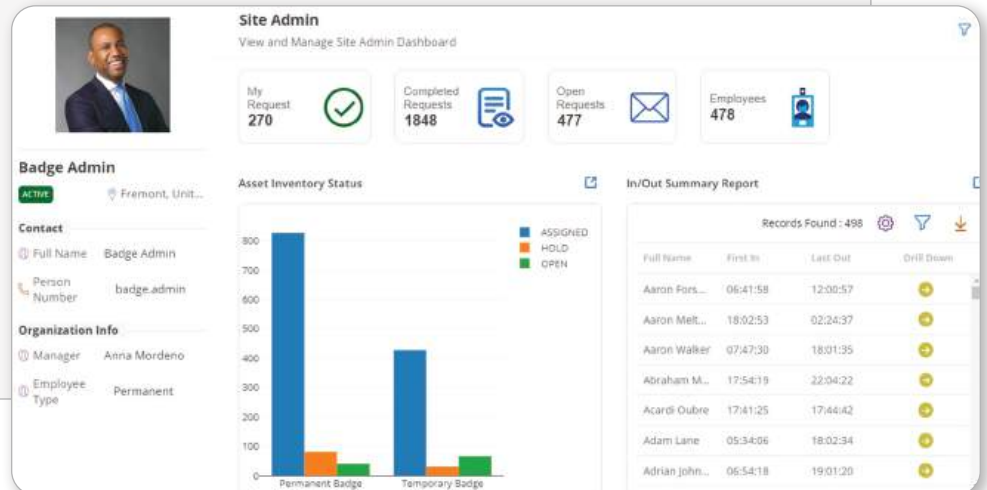 Site Admin
View and Manage Site Admin Dashboard
My
Request
270
Completed
Requests
1848
Open
Requests
477
Employees
478
Badge Admin
ACTIVE
Fremont, Unit...
Contact
Full Name Badge Admin
Person
Number
badge.admin
Organization Info
Manager Anna Mordeno
Employee
Type
Permanent
Asset Inventory Status
ASSIGNED
HOLD
OPEN
800
700
600
500
400
300
200
100
0
Permanent Badge Temporary Badge
In/Out Summary Report
Records Found : 498
Full Name First In Last Out Drill Down
Aaron Fors... 06:41:58 12:00:57
Aaron Melt... 18:02:53 02:24:37
Aaron Walker 07:47:30 18:01:35
Abraham M... 17:54:19 22:04:22
Acardi Oubre 17:41:25 17:44:42
Adam Lane 05:34:06 18:02:34
Adrian John... 06:54:18 19:01:20